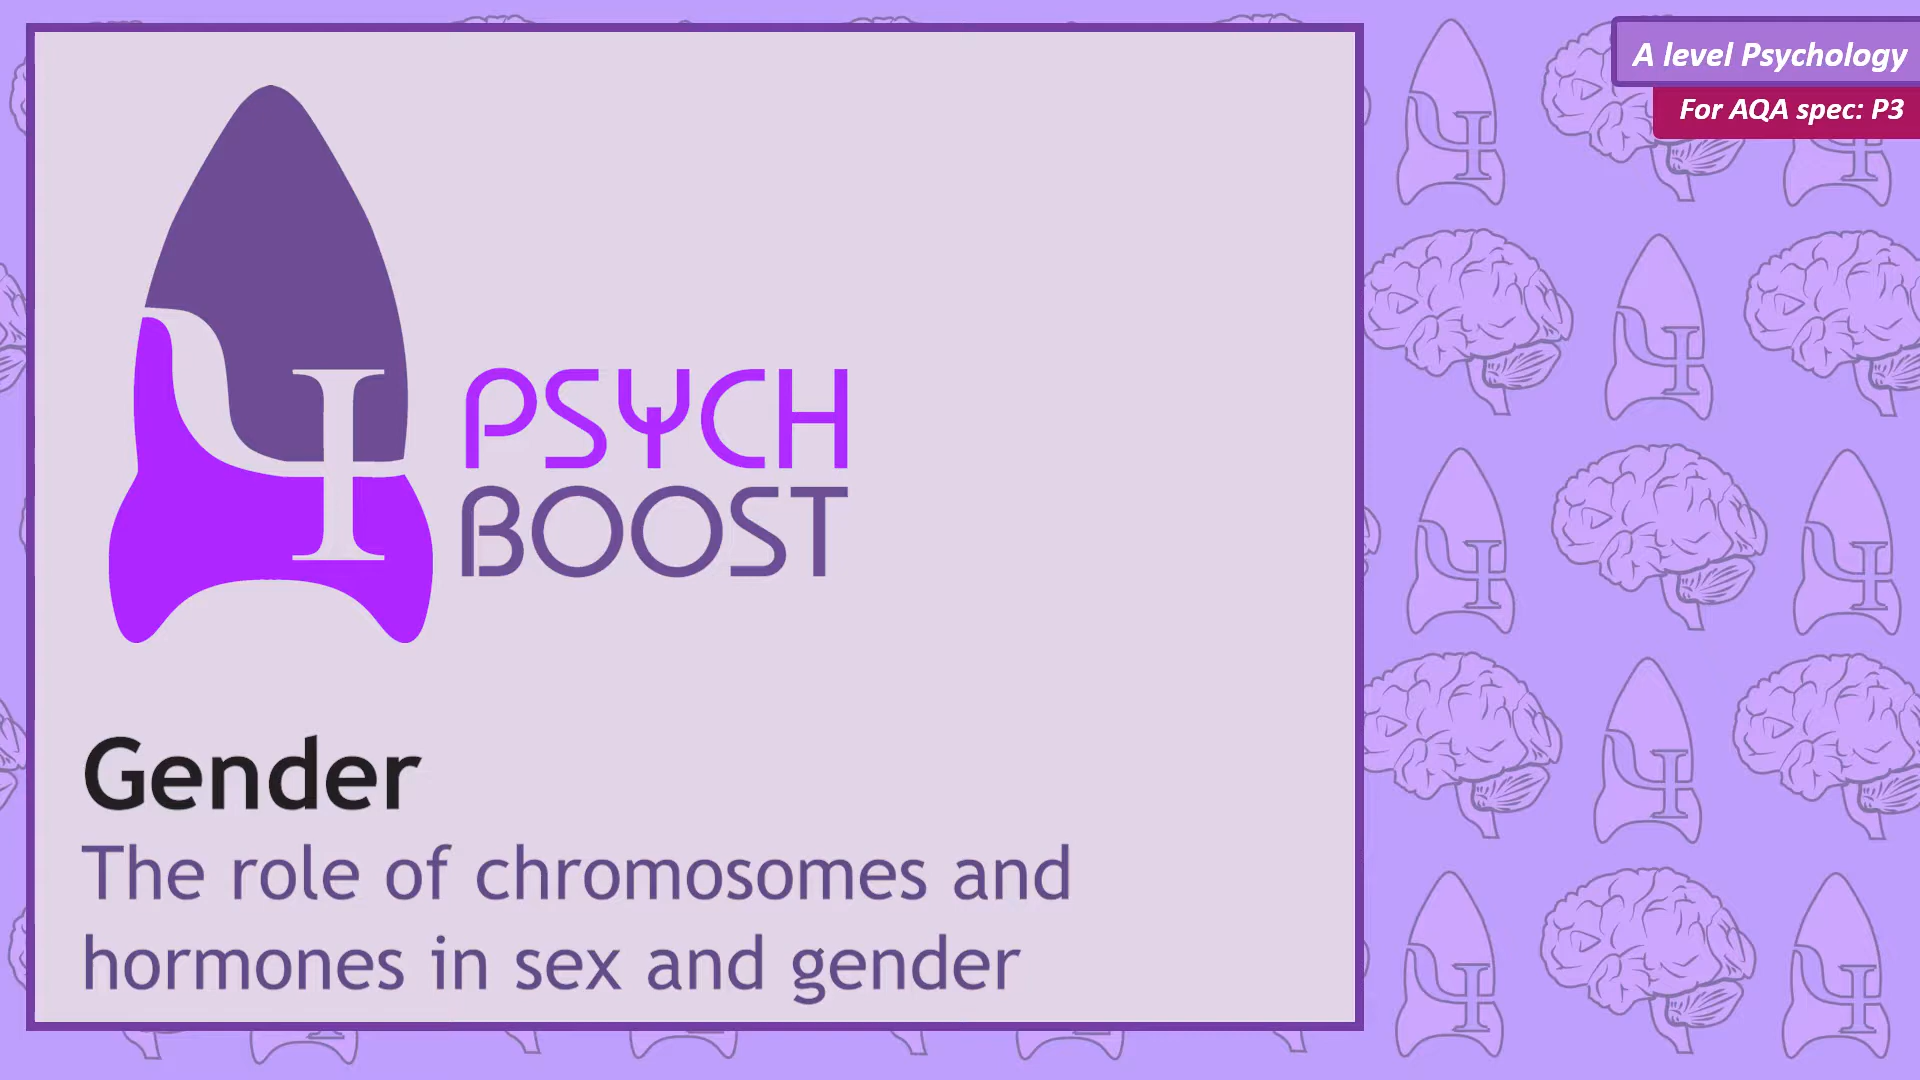 A level Psychology
For AQA spec: P3
PSYCH
BOOST
Gender
The role of chromosomes and
hormones in sex and gender